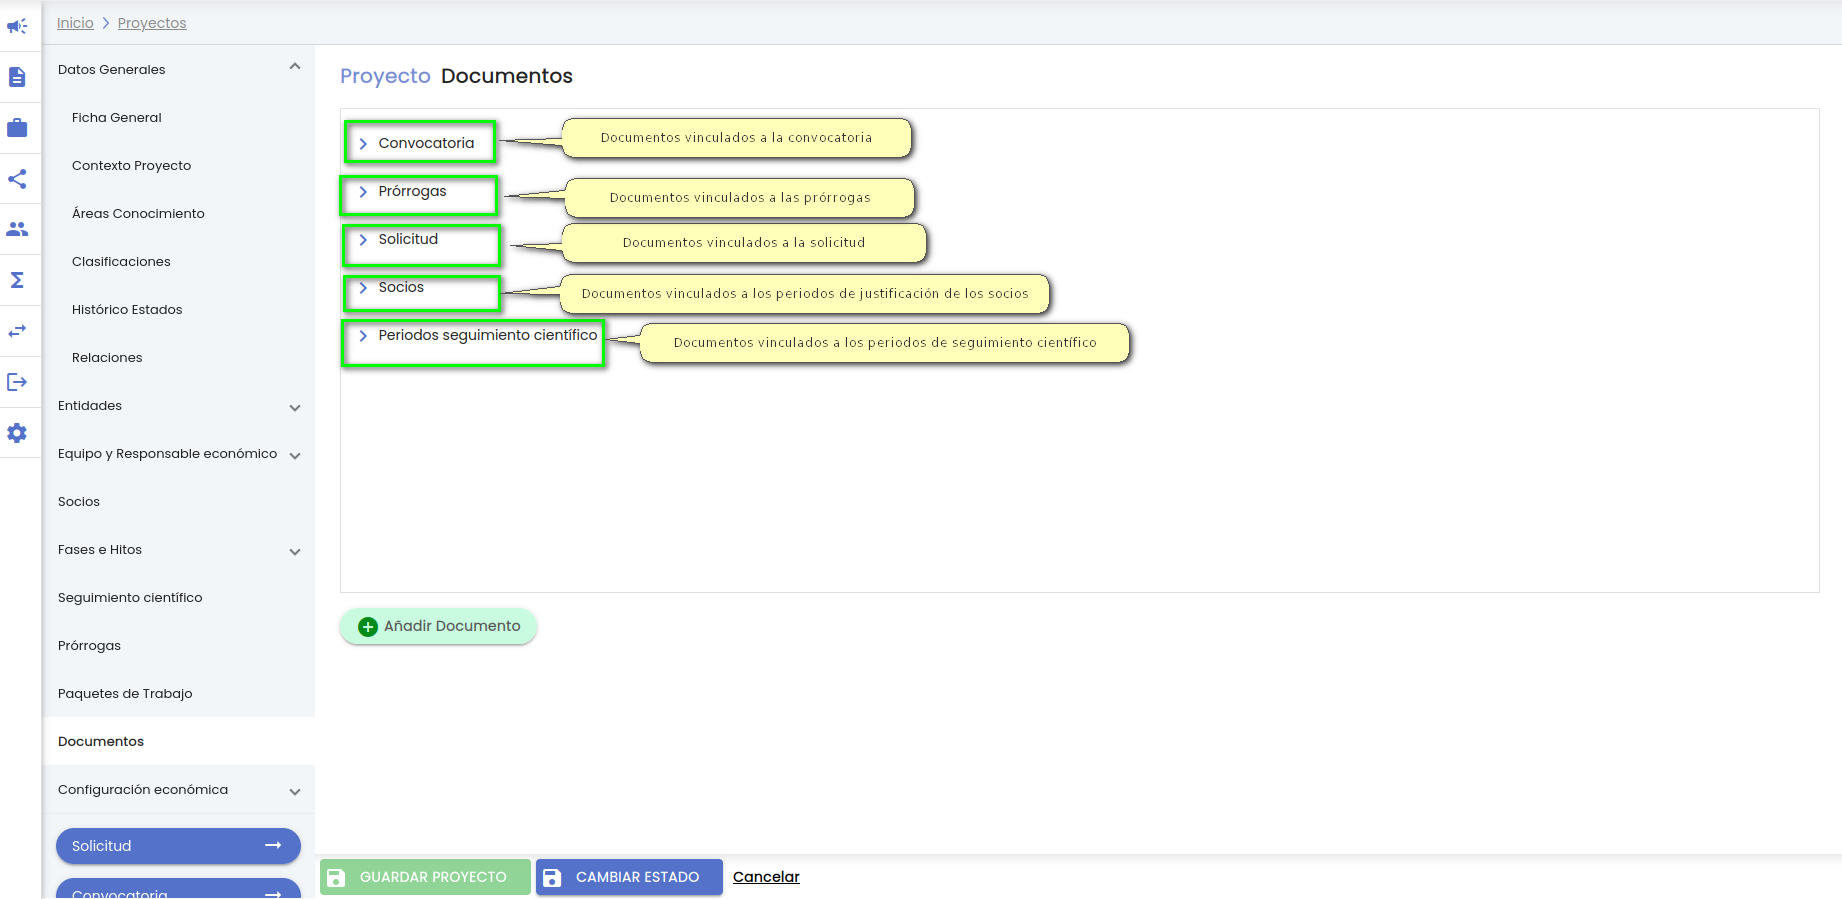 Inicio > Proyectos
Datos Generales
Ficha General
Contexto Proyecto
Áreas Conocimiento
Clasificaciones
Histórico Estados
Relaciones
Entidades
Equipo y Responsable económico
Socios
Fases e Hitos
Seguimiento científico
Prórrogas
Paquetes de Trabajo
Documentos
Configuración económica
Solicitud
Convocatoria
Proyecto Documentos
Convocatoria
Documentos vinculados a la convocatoria
Prórrogas
Documentos vinculados a las prórrogas
Solicitud
Documentos vinculados a la solicitud
Socios
Documentos vinculados a los periodos de justificación de los socios
Periodos seguimiento científico
Documentos vinculados a los periodos de seguimiento científico
Añadir Documento
GUARDAR PROYECTO
CAMBIAR ESTADO
Cancelar